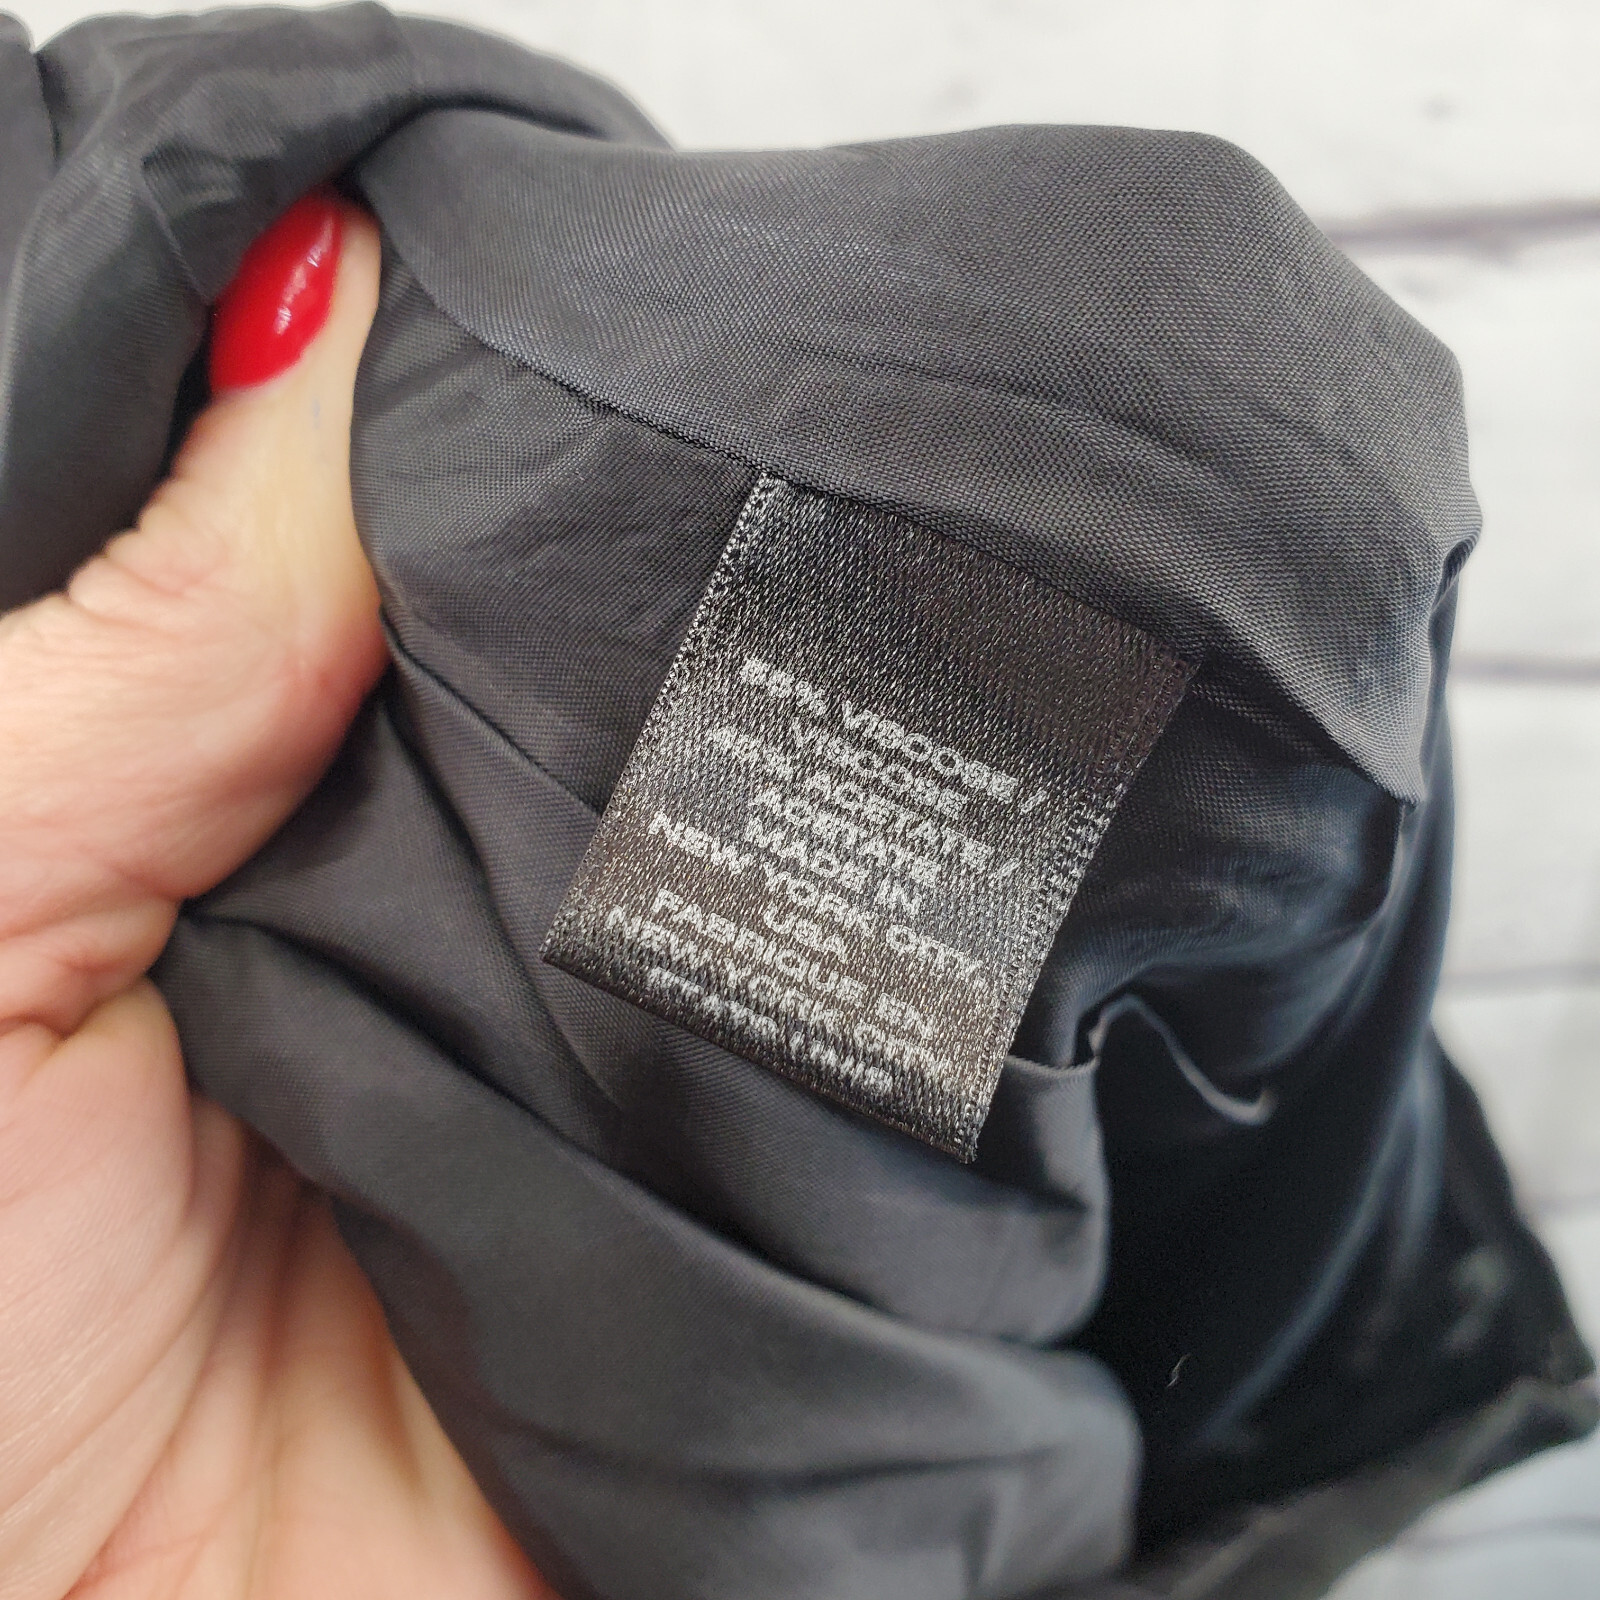 VISCOSE/
VISCOSE
ACETATE/
ACETATE
MADE IN
NEW YORK CITY,
USA
FABRIQUE EN
NEW YORK CITY,